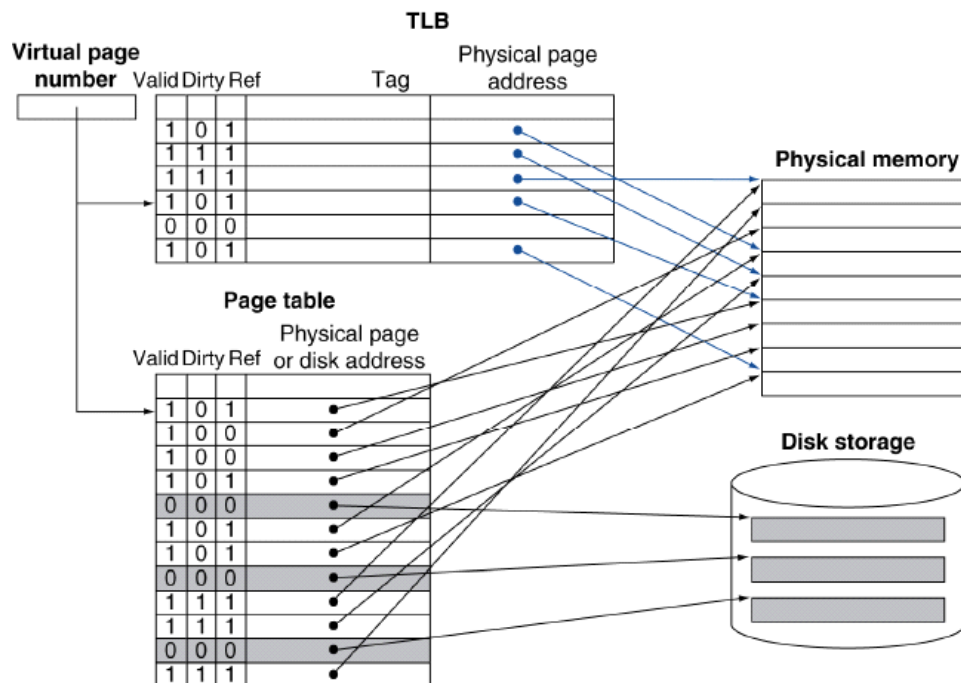 TLB
Virtual page
number
Valid Dirty Ref
Tag
Physical page
address
1 0 1
1 1 1
1 1 1
1 0 1
0 0 0
1 0 1
Physical memory
Page table
Physical page
or disk address
Valid Dirty Ref
1 0 1
1 0 0
1 0 0
1 0 1
0 0 0
1 0 1
1 0 1
0 0 0
1 1 1
1 1 1
0 0 0
1 1 1
Disk storage